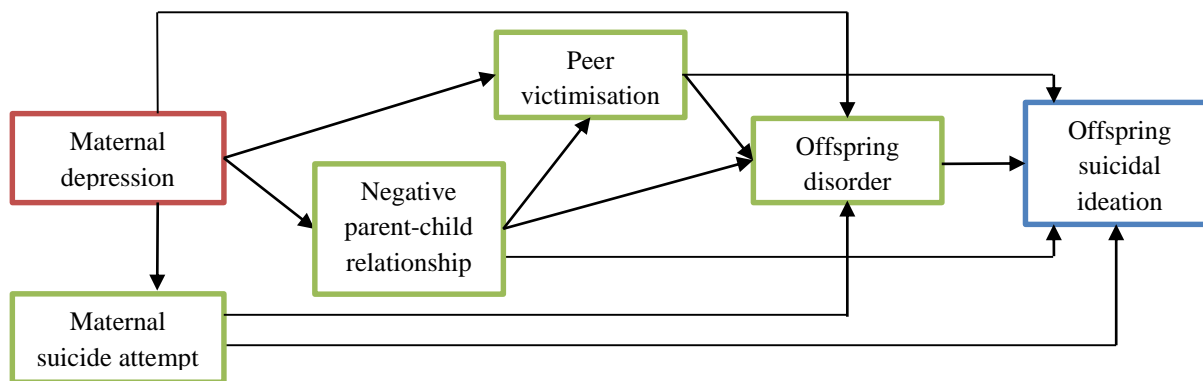 Maternal
depression
Maternal
suicide attempt
Negative
parent-child
relationship
Peer
victimisation
Offspring
disorder
Offspring
suicidal
ideation